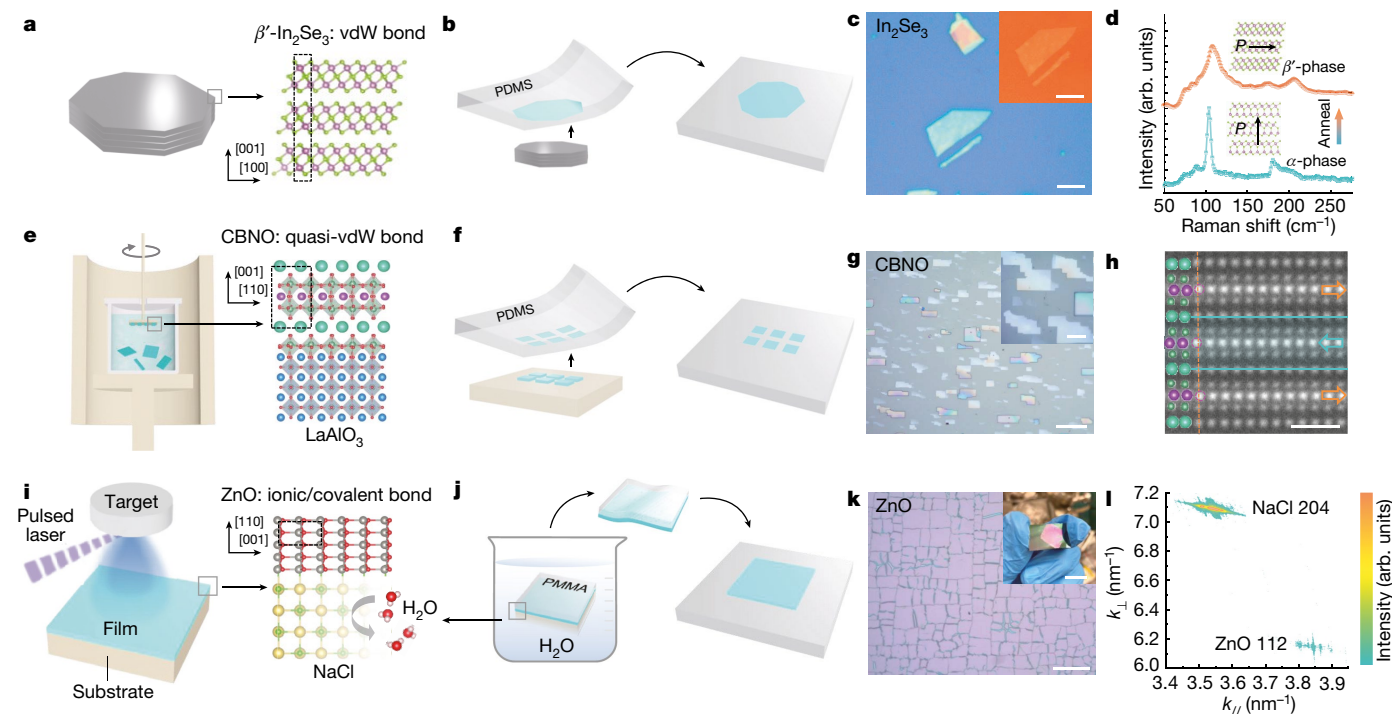 a
β′-In₂Se₃: vdW bond
[001]
[100]
b
PDMS
c
In₂Se₃
d
Intensity (arb. units)
P
β′-phase
P
Anneal
α-phase
50 100 150 200 250
Raman shift (cm⁻¹)
e
CBNO: quasi-vdW bond
[001]
[110]
LaAlO₃
f
PDMS
g
CBNO
h
i
Target
Pulsed
laser
Film
Substrate
ZnO: ionic/covalent bond
[110]
[001]
H₂O
NaCl
j
PMMA
H₂O
k
ZnO
l
7.2
7.0
6.8
6.6
6.4
6.2
6.0
k⊥ (nm⁻¹)
NaCl 204
ZnO 112
3.4 3.5 3.6 3.7 3.8 3.9
k// (nm⁻¹)
Intensity (arb. units)